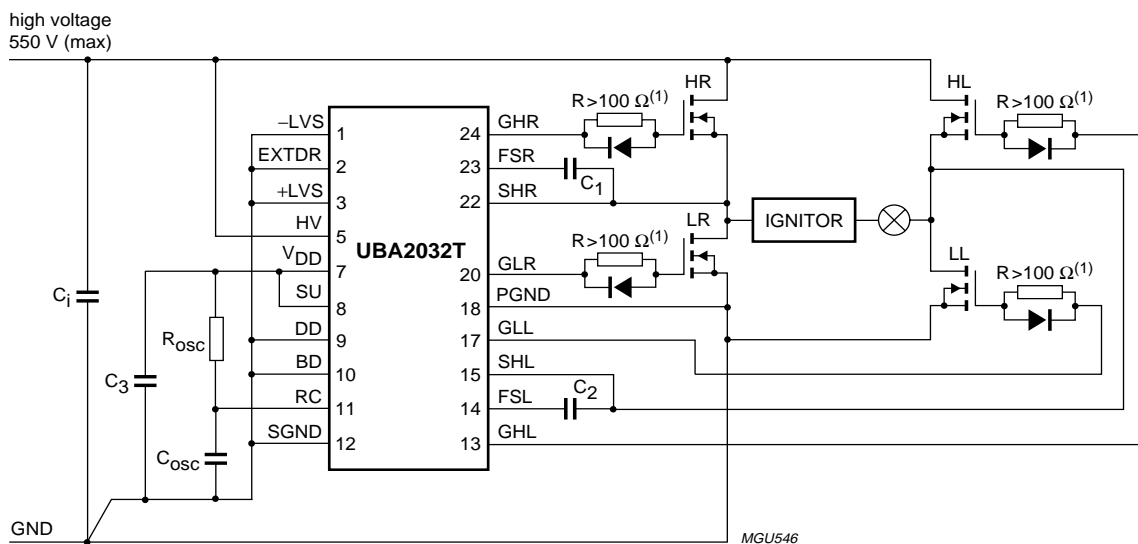 high voltage
550 V (max)
HR
HL
R>100 Ω(1)
R>100 Ω(1)
−LVS
1
24
GHR
EXTDR
2
23
FSR
C1
+LVS
3
22
SHR
HV
5
UBA2032T
IGNITOR
LR
LL
R>100 Ω(1)
R>100 Ω(1)
VDD
7
20
GLR
SU
8
18
PGND
Ci
Rosc
DD
9
17
GLL
C3
BD
10
15
SHL
C2
RC
11
14
FSL
SGND
12
13
GHL
Cosc
GND
MGU546